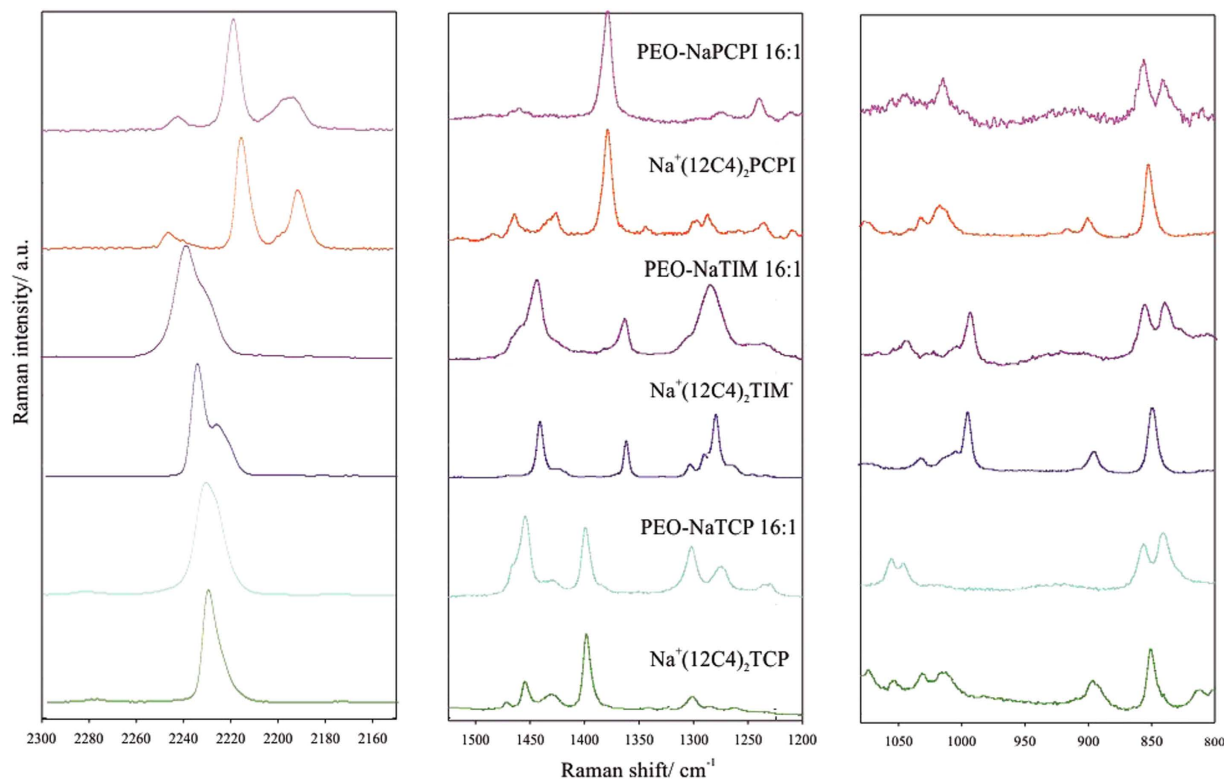 PEO-NaPCPI 16:1
Na⁺(12C4)₂PCPI
PEO-NaTIM 16:1
Na⁺(12C4)₂TIM⁻
PEO-NaTCP 16:1
Na⁺(12C4)₂TCP
Raman intensity/ a.u.
2300 2280 2260 2240 2220 2200 2180 2160
1500 1450 1400 1350 1300 1250 1200
1050 1000 950 900 850 800
Raman shift/ cm⁻¹